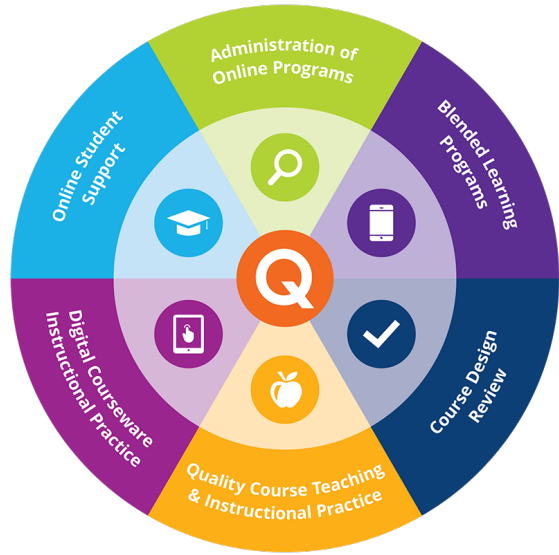 Administration of
Online Programs
Blended Learning
Programs
Course Design
Review
Quality Course Teaching
& Instructional Practice
Digital Courseware
Instructional Practice
Online Student
Support
Q